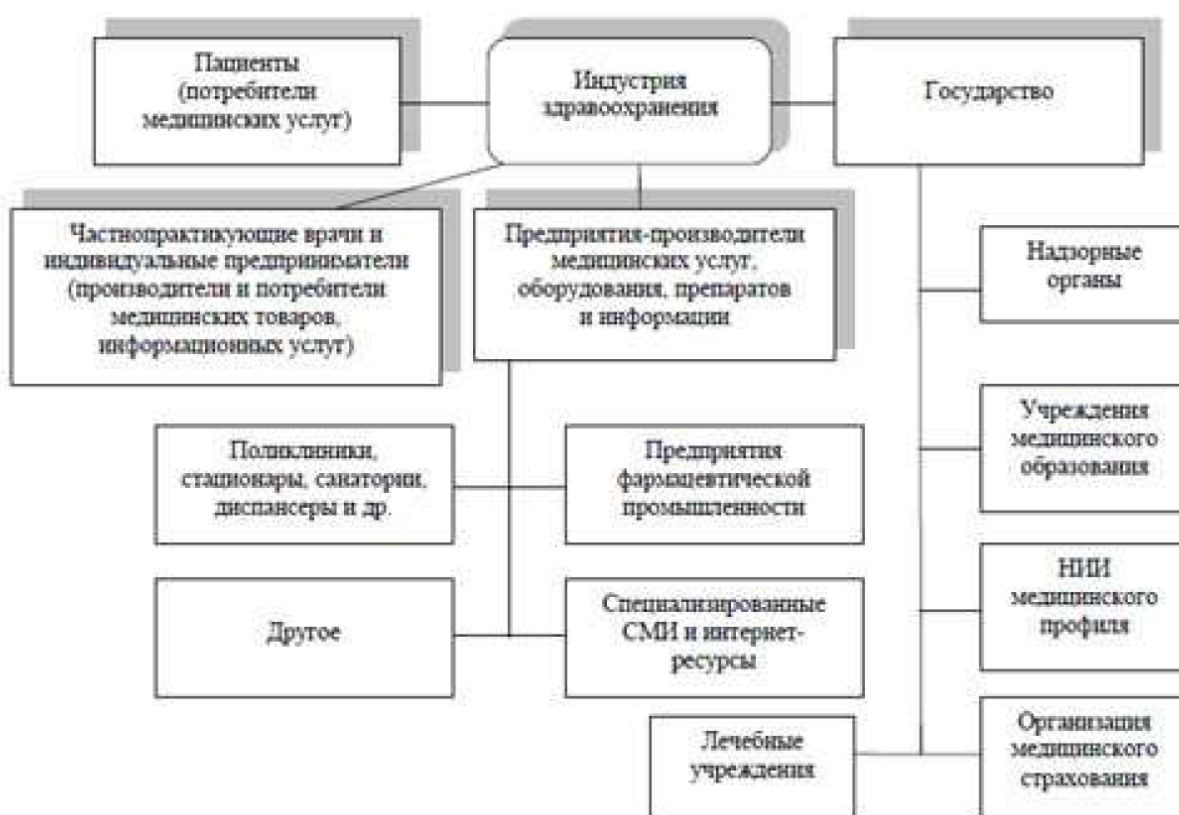 Пациенты
(потребители
медицинских услуг)
Индустрия
здравоохранения
Государство
Частнопрактикующие врачи и
индивидуальные предприниматели
(производители и потребители
медицинских товаров,
информационных услуг)
Предприятия-производители
медицинских услуг,
оборудования, препаратов
и информации
Надзорные
органы
Поликлиники,
стационары, санатории,
диспансеры и др.
Предприятия
фармацевтической
промышленности
Учреждения
медицинского
образования
Другое
Специализированные
СМИ и интернет-
ресурсы
НИИ
медицинского
профиля
Лечебные
учреждения
Организация
медицинского
страхования